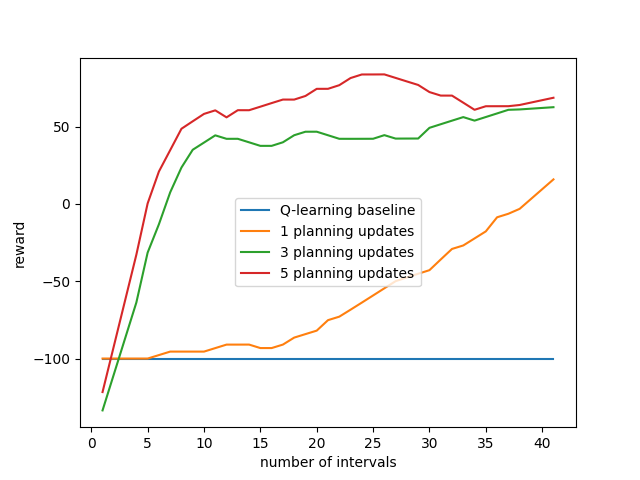 50
0
−50
−100
reward
Q-learning baseline
1 planning updates
3 planning updates
5 planning updates
0 5 10 15 20 25 30 35 40
number of intervals